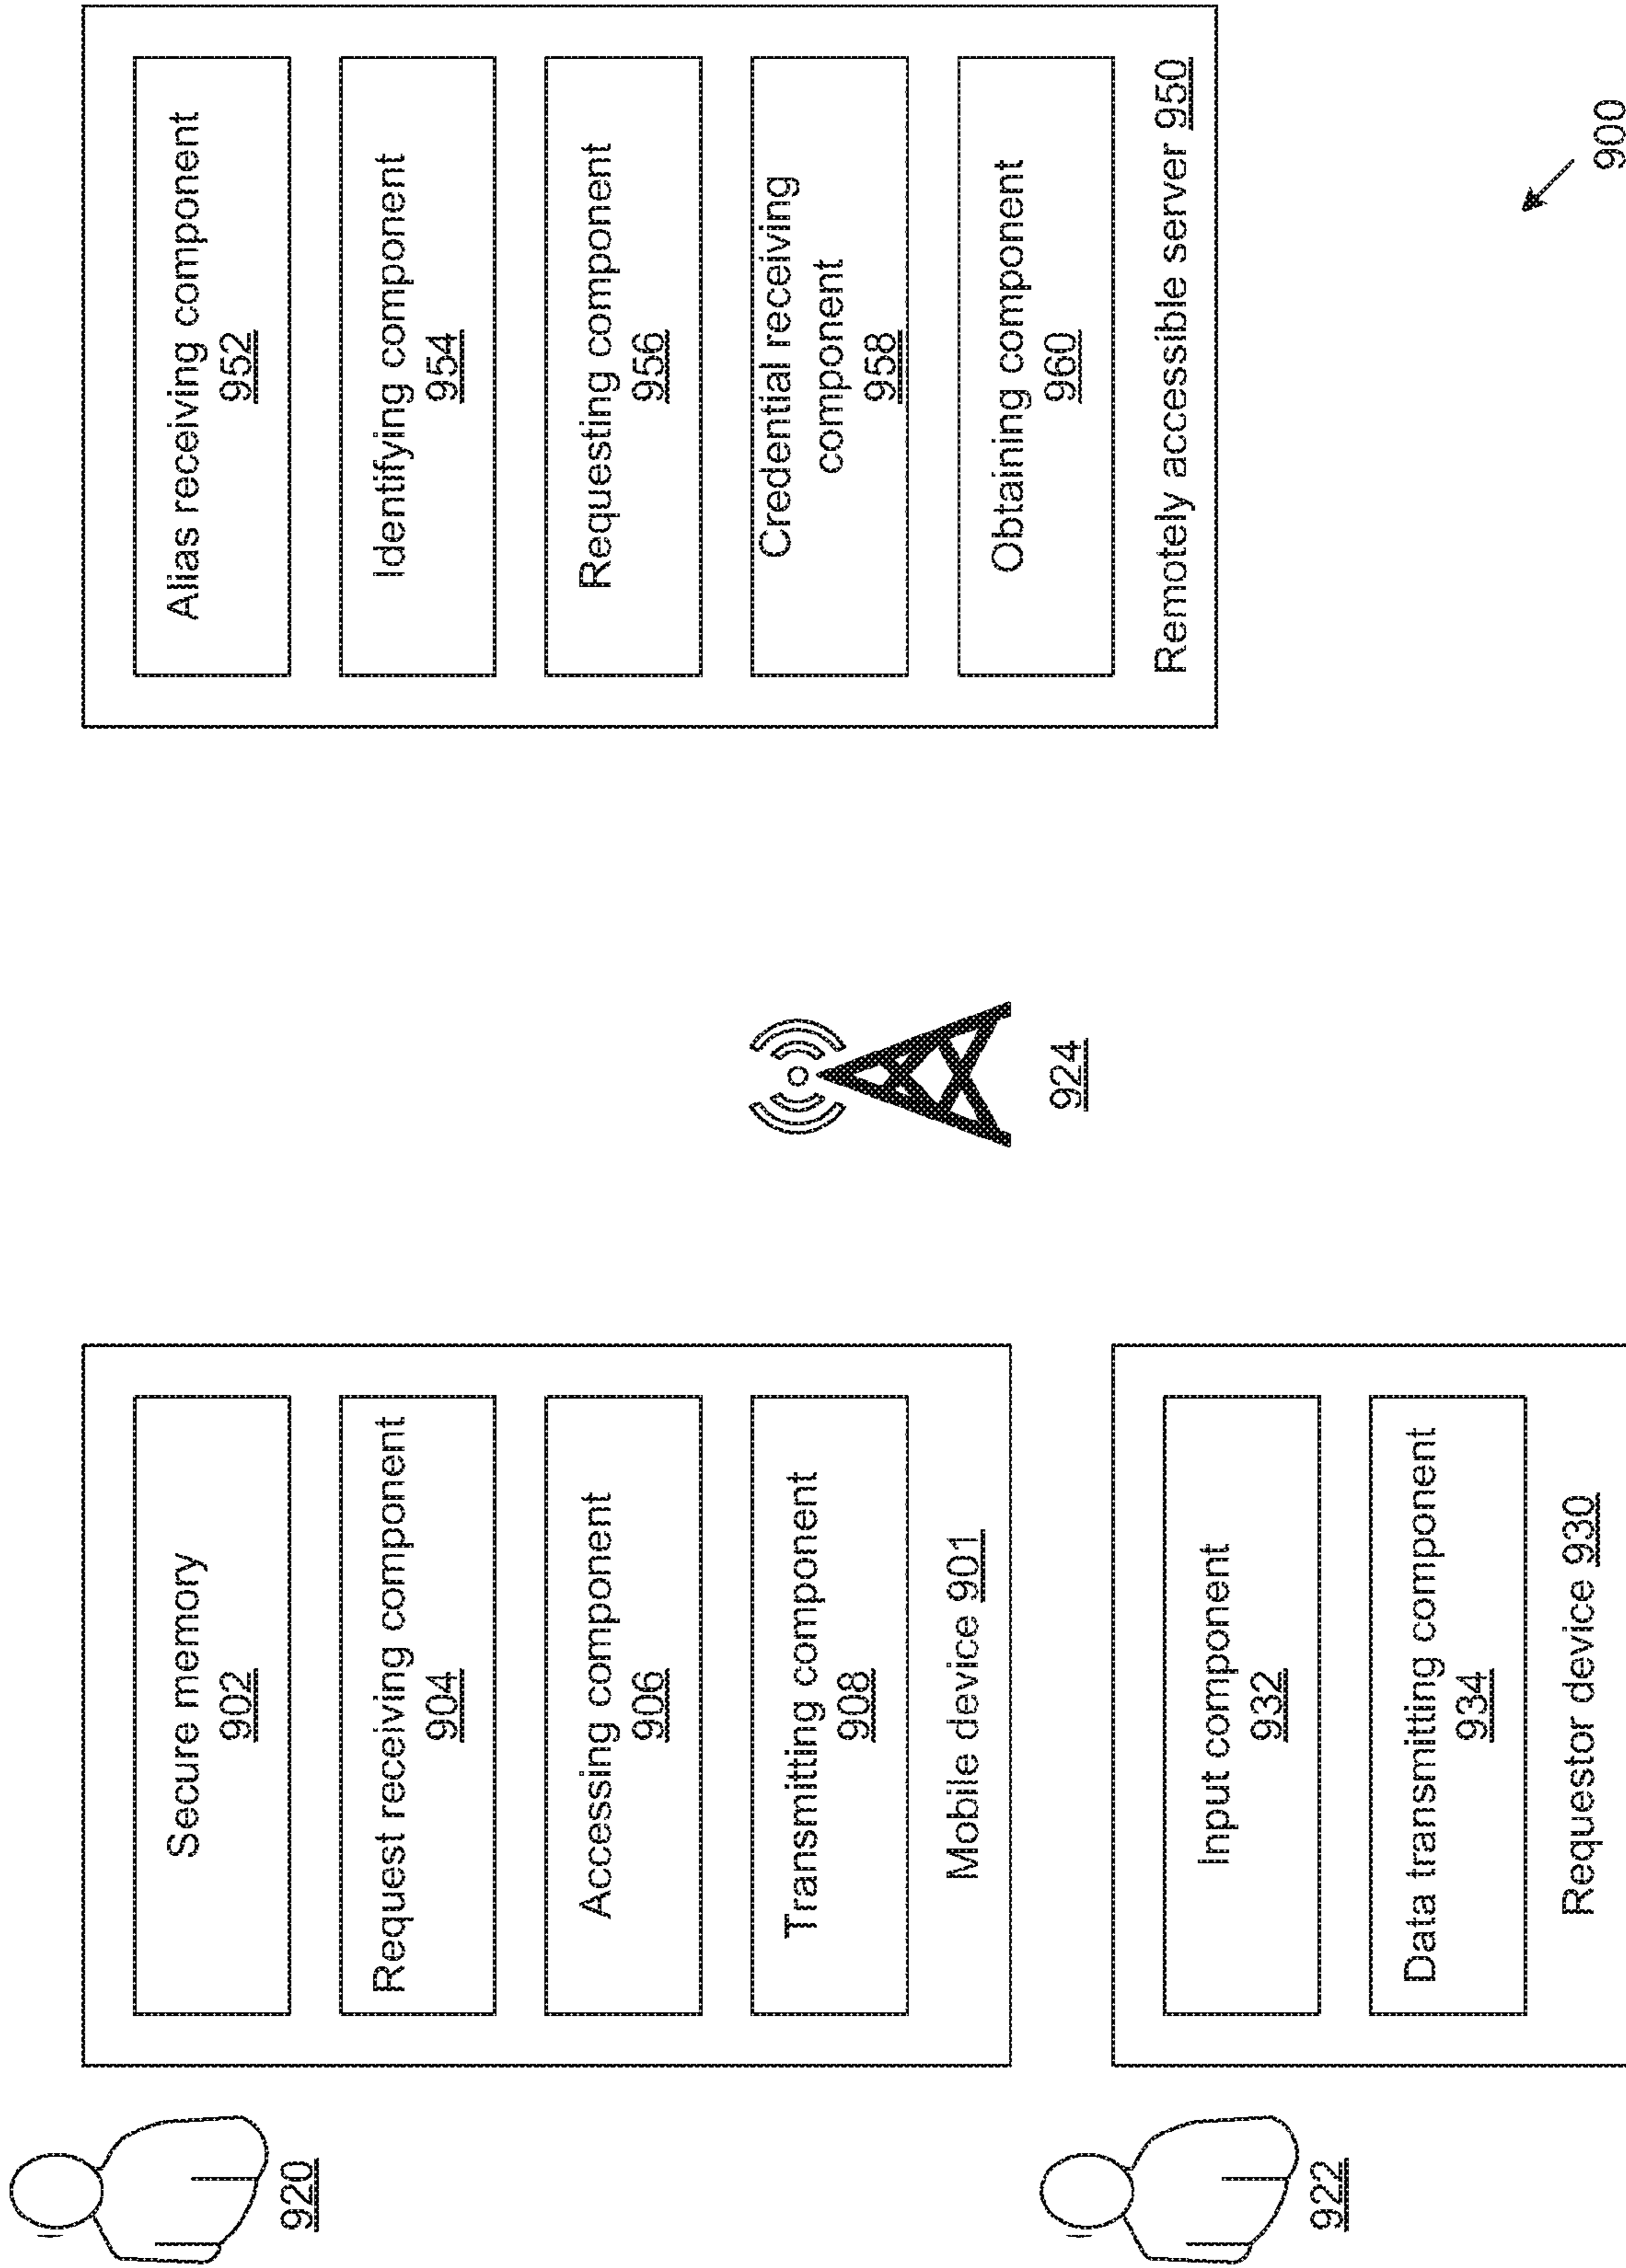 Secure memory
902
Request receiving component
904
Accessing component
906
Transmitting component
908
Mobile device 901
920
Input component
932
Data transmitting component
934
Requestor device 930
922
924
Alias receiving component
952
Identifying component
954
Requesting component
956
Credential receiving
component
958
Obtaining component
960
Remotely accessible server 950
900